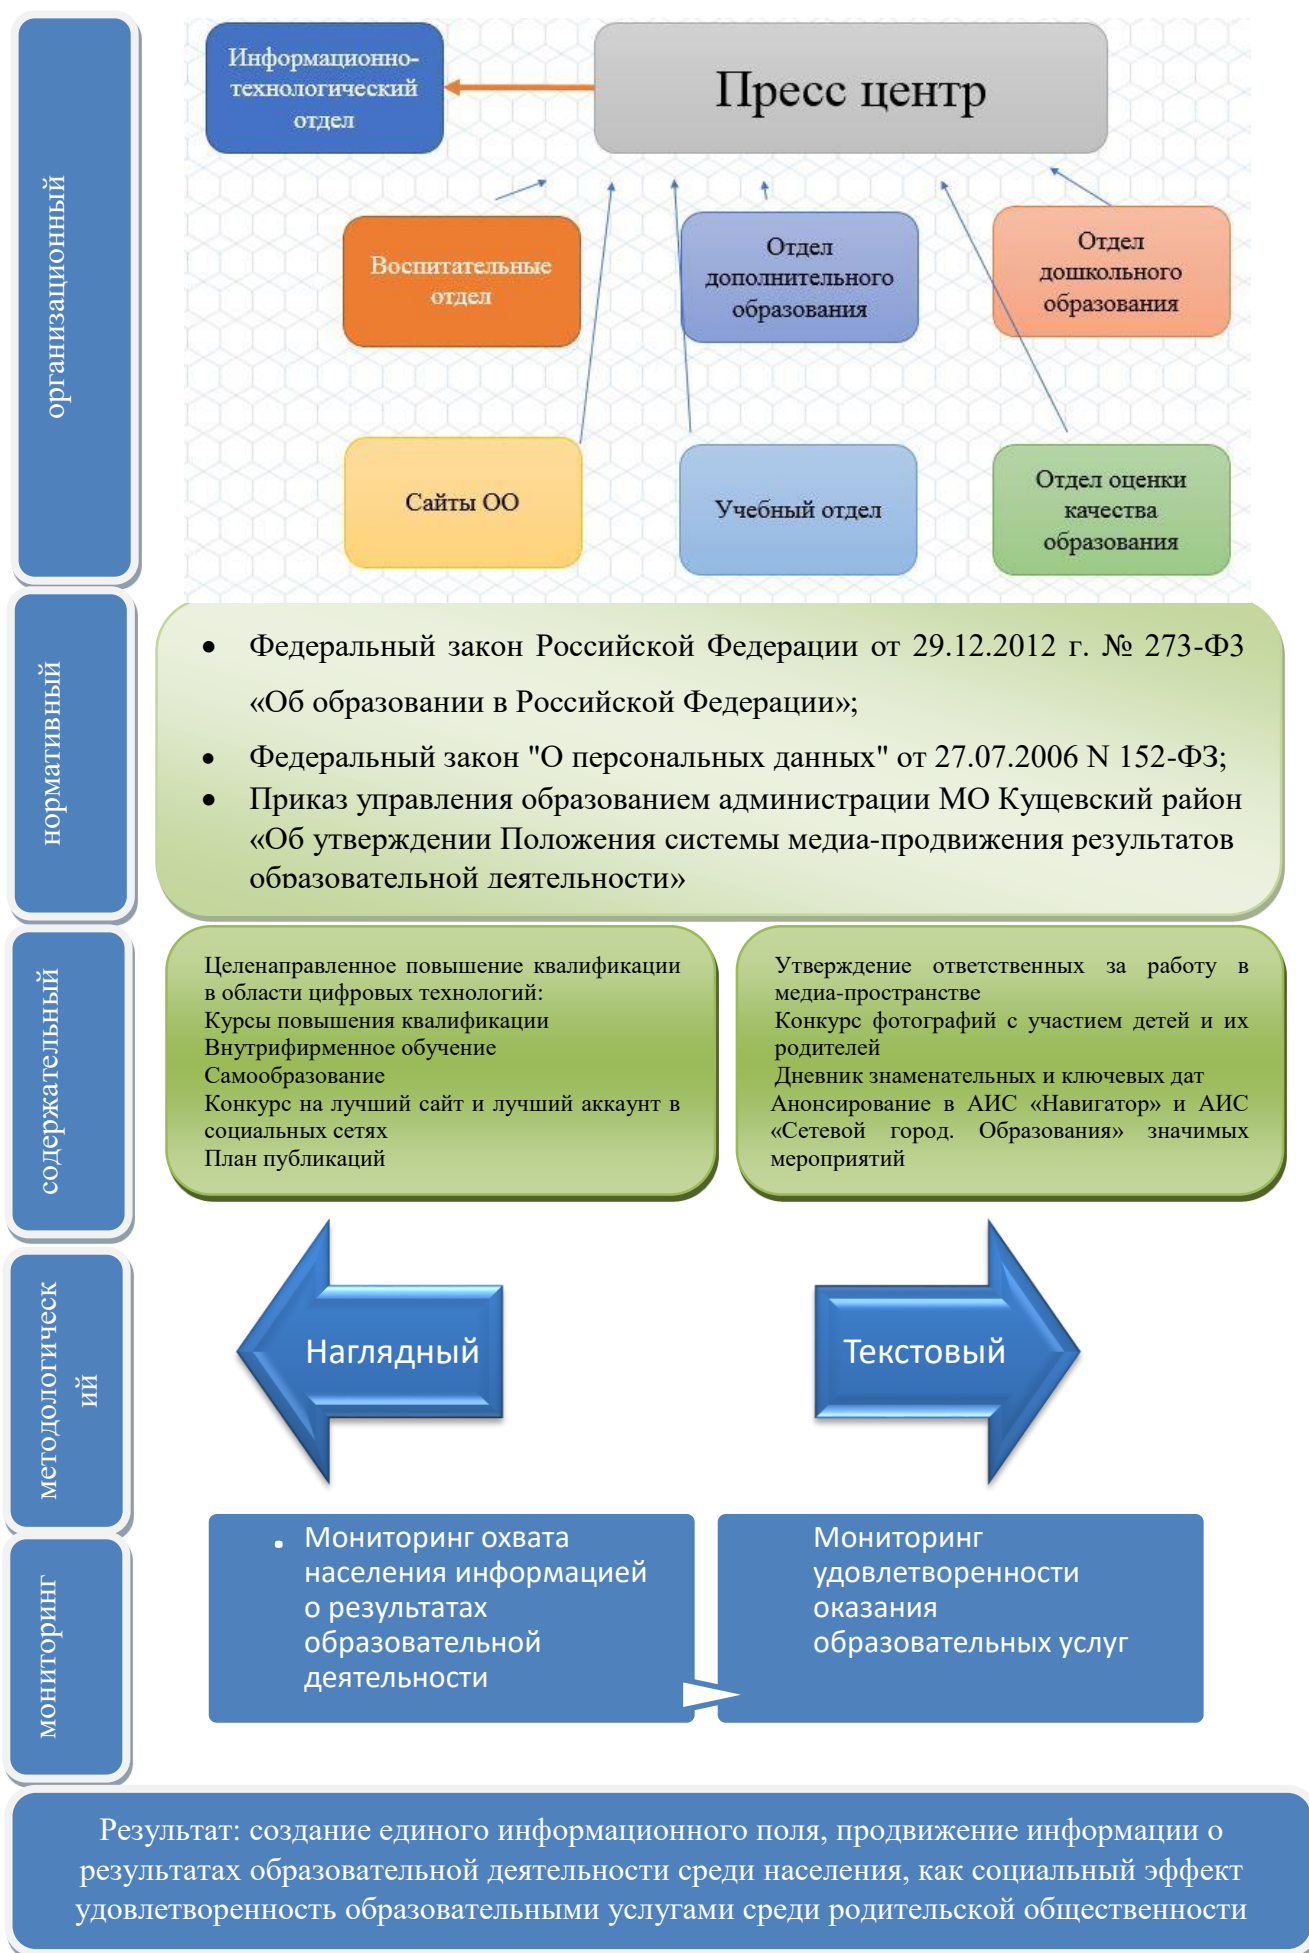 организационный
Информационно-
технологический
отдел
Пресс центр
Воспитательные
отдел
Отдел
дополнительного
образования
Отдел
дошкольного
образования
Сайты ОО
Учебный отдел
Отдел оценки
качества
образования
нормативный
• Федеральный закон Российской Федерации от 29.12.2012 г. № 273-ФЗ
«Об образовании в Российской Федерации»;
• Федеральный закон "О персональных данных" от 27.07.2006 N 152-ФЗ;
• Приказ управления образованием администрации МО Кущевский район
«Об утверждении Положения системы медиа-продвижения результатов
образовательной деятельности»
содержательный
Целенаправленное повышение квалификации
в области цифровых технологий:
Курсы повышения квалификации
Внутрифирменное обучение
Самообразование
Конкурс на лучший сайт и лучший аккаунт в
социальных сетях
План публикаций
Утверждение ответственных за работу в
медиа-пространстве
Конкурс фотографий с участием детей и их
родителей
Дневник знаменательных и ключевых дат
Анонсирование в АИС «Навигатор» и АИС
«Сетевой город. Образования» значимых
мероприятий
методологическ
ий
Наглядный
Текстовый
мониторинг
• Мониторинг охвата
населения информацией
о результатах
образовательной
деятельности
Мониторинг
удовлетворенности
оказания
образовательных услуг
Результат: создание единого информационного поля, продвижение информации о
результатах образовательной деятельности среди населения, как социальный эффект
удовлетворенность образовательными услугами среди родительской общественности